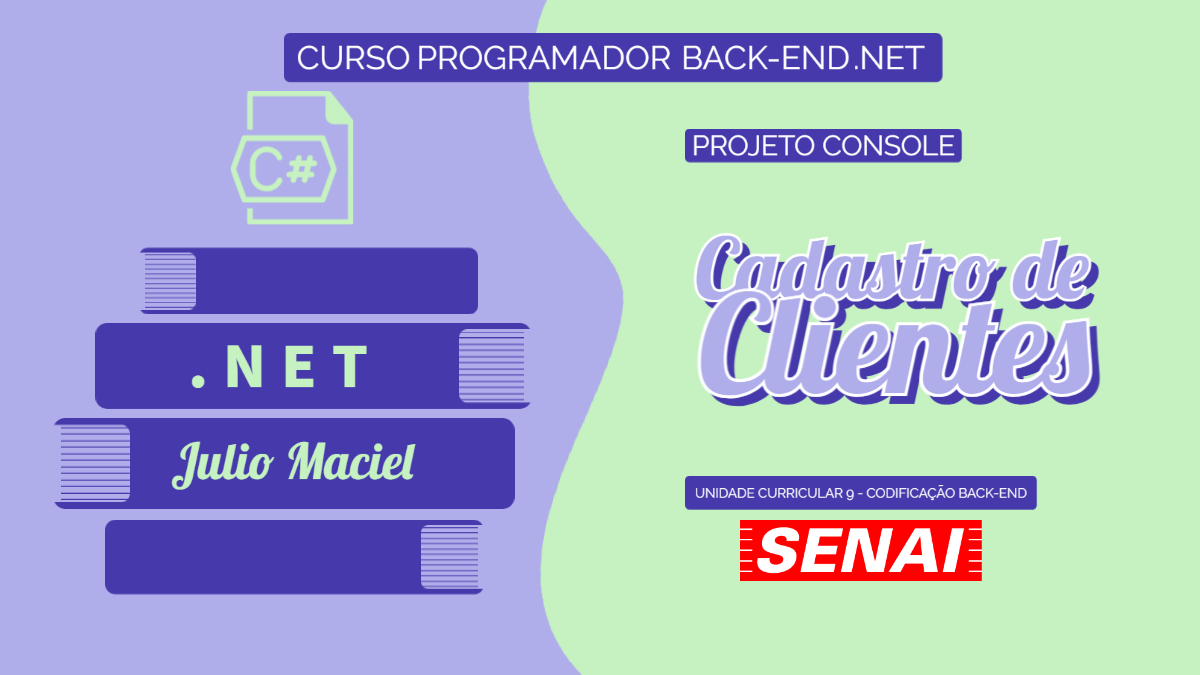 CURSO PROGRAMADOR BACK-END.NET
C#
.NET
Julio Maciel
PROJETO CONSOLE
Cadastro de
Clientes
UNIDADE CURRICULAR 9 - CODIFICAÇÃO BACK-END
SENAI